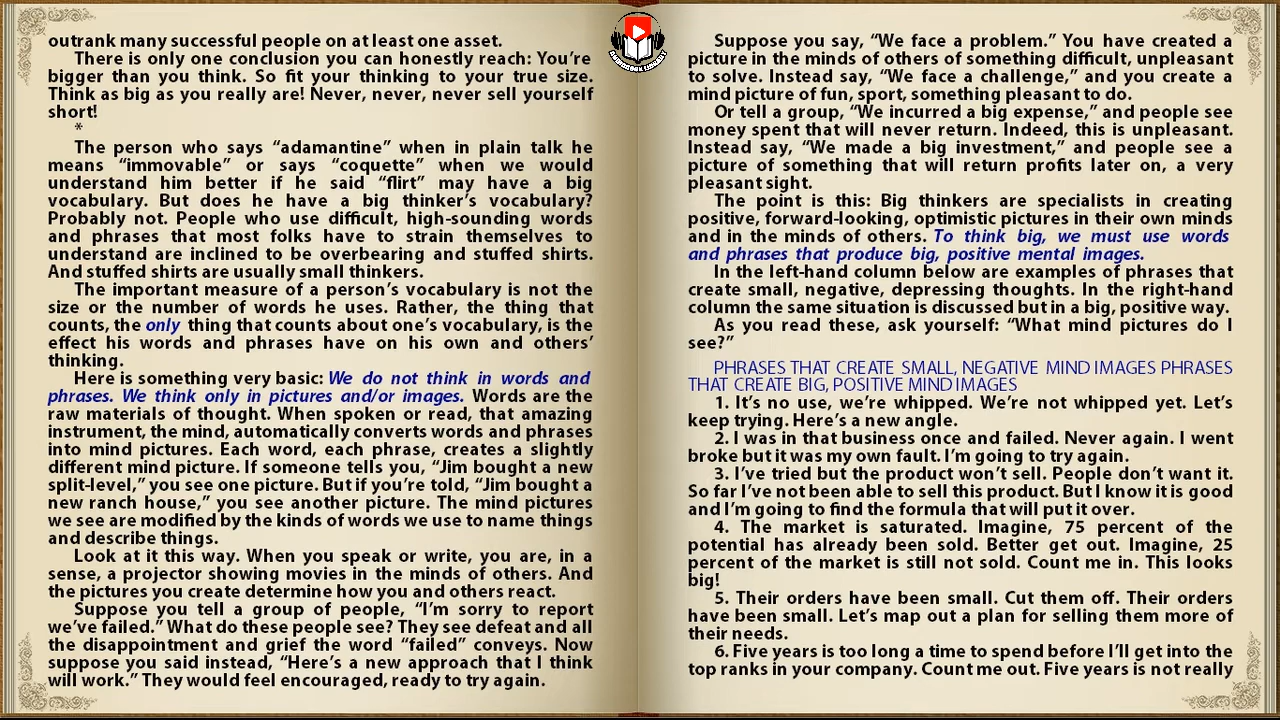 outrank many successful people on at least one asset.
There is only one conclusion you can honestly reach: You’re
bigger than you think. So fit your thinking to your true size.
Think as big as you really are! Never, never, never sell yourself
short!
*
The person who says “adamantine” when in plain talk he
means “immovable” or says “coquette” when we would
understand him better if he said “flirt” may have a big
vocabulary. But does he have a big thinker’s vocabulary?
Probably not. People who use difficult, high-sounding words
and phrases that most folks have to strain themselves to
understand are inclined to be overbearing and stuffed shirts.
And stuffed shirts are usually small thinkers.
The important measure of a person’s vocabulary is not the
size or the number of words he uses. Rather, the thing that
counts, the only thing that counts about one’s vocabulary, is the
effect his words and phrases have on his own and others’
thinking.
Here is something very basic: We do not think in words and
phrases. We think only in pictures and/or images. Words are the
raw materials of thought. When spoken or read, that amazing
instrument, the mind, automatically converts words and phrases
into mind pictures. Each word, each phrase, creates a slightly
different mind picture. If someone tells you, “Jim bought a new
split-level,” you see one picture. But if you’re told, “Jim bought a
new ranch house,” you see another picture. The mind pictures
we see are modified by the kinds of words we use to name things
and describe things.
Look at it this way. When you speak or write, you are, in a
sense, a projector showing movies in the minds of others. And
the pictures you create determine how you and others react.
Suppose you tell a group of people, “I’m sorry to report
we’ve failed.” What do these people see? They see defeat and all
the disappointment and grief the word “failed” conveys. Now
suppose you said instead, “Here’s a new approach that I think
will work.” They would feel encouraged, ready to try again.
Suppose you say, “We face a problem.” You have created a
picture in the minds of others of something difficult, unpleasant
to solve. Instead say, “We face a challenge,” and you create a
mind picture of fun, sport, something pleasant to do.
Or tell a group, “We incurred a big expense,” and people see
money spent that will never return. Indeed, this is unpleasant.
Instead say, “We made a big investment,” and people see a
picture of something that will return profits later on, a very
pleasant sight.
The point is this: Big thinkers are specialists in creating
positive, forward-looking, optimistic pictures in their own minds
and in the minds of others. To think big, we must use words
and phrases that produce big, positive mental images.
In the left-hand column below are examples of phrases that
create small, negative, depressing thoughts. In the right-hand
column the same situation is discussed but in a big, positive way.
As you read these, ask yourself: “What mind pictures do I
see?”
PHRASES THAT CREATE SMALL, NEGATIVE MIND IMAGES PHRASES
THAT CREATE BIG, POSITIVE MIND IMAGES
1. It’s no use, we’re whipped. We’re not whipped yet. Let’s
keep trying. Here’s a new angle.
2. I was in that business once and failed. Never again. I went
broke but it was my own fault. I’m going to try again.
3. I’ve tried but the product won’t sell. People don’t want it.
So far I’ve not been able to sell this product. But I know it is good
and I’m going to find the formula that will put it over.
4. The market is saturated. Imagine, 75 percent of the
potential has already been sold. Better get out. Imagine, 25
percent of the market is still not sold. Count me in. This looks
big!
5. Their orders have been small. Cut them off. Their orders
have been small. Let’s map out a plan for selling them more of
their needs.
6. Five years is too long a time to spend before I’ll get into the
top ranks in your company. Count me out. Five years is not really